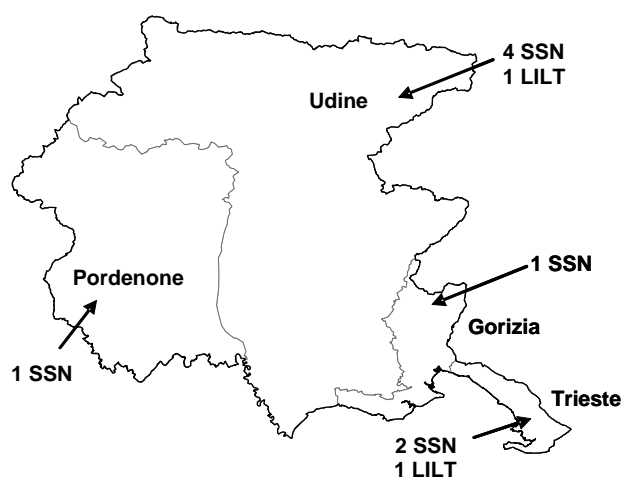 4 SSN
1 LILT
Udine
1 SSN
Pordenone
Gorizia
1 SSN
Trieste
2 SSN
1 LILT